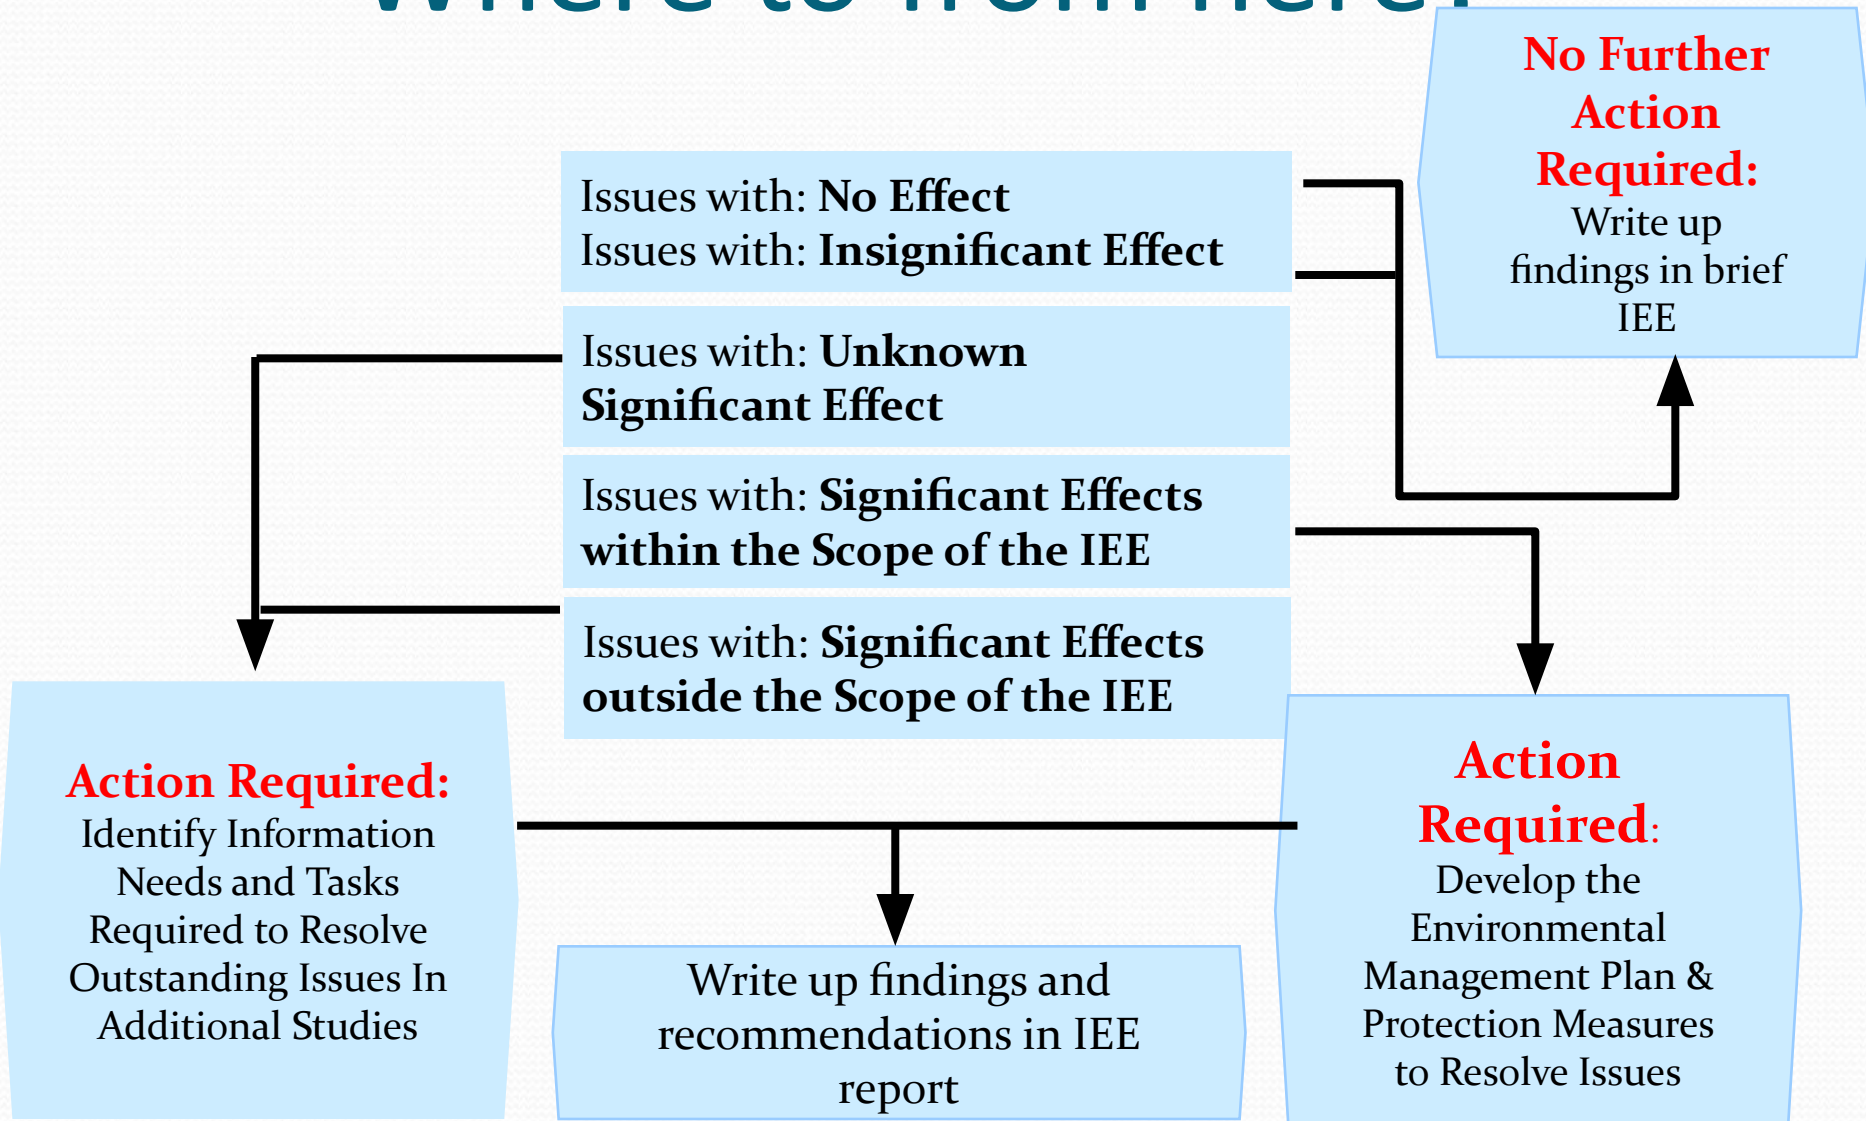 Where to from here?
No Further
Action
Required:
Write up
findings in brief
IEE
Issues with: No Effect
Issues with: Insignificant Effect
Issues with: Unknown
Significant Effect
Issues with: Significant Effects
within the Scope of the IEE
Issues with: Significant Effects
outside the Scope of the IEE
Action Required:
Identify Information
Needs and Tasks
Required to Resolve
Outstanding Issues In
Additional Studies
Write up findings and
recommendations in IEE
report
Action
Required:
Develop the
Environmental
Management Plan &
Protection Measures
to Resolve Issues